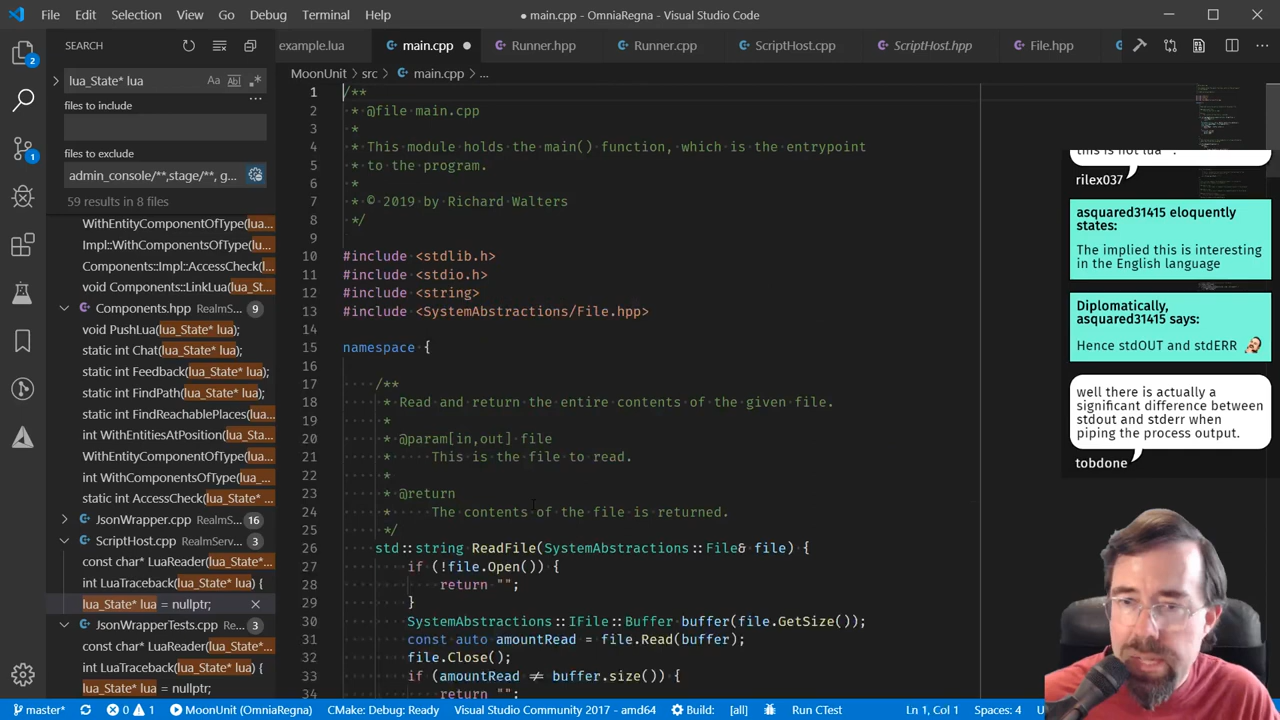 File Edit Selection View Go Debug Terminal Help
● main.cpp - OmniaRegna - Visual Studio Code
SEARCH
lua_State* lua
Aa Abl .*
files to include
files to exclude
admin_console/**,stage/**, g...
59 results in 8 files
WithEntityComponentOfType(lua...
Impl::WithComponentsOfType(lu...
Components::Impl::AccessCheck(l...
void Components::LinkLua(lua_St...
Components.hpp RealmS... 9
void PushLua(lua_State* lua);
static int Chat(lua_State* lua);
static int Feedback(lua_State* lua);
static int FindPath(lua_State* lua);
static int FindReachablePlaces(lua_...
int WithEntitiesAtPosition(lua_Stat...
WithEntityComponentOfType(lua_...
int WithComponentsOfType(lua_S...
static int AccessCheck(lua_State* ...
JsonWrapper.cpp RealmS... 16
ScriptHost.cpp RealmServ... 3
const char* LuaReader(lua_State*...
int LuaTraceback(lua_State* lua) {
lua_State* lua = nullptr;
JsonWrapperTests.cpp Re... 3
const char* LuaReader(lua_State*...
int LuaTraceback(lua_State* lua) {
lua_State* lua = nullptr;
2
1
example.lua main.cpp ● Runner.hpp Runner.cpp ScriptHost.cpp ScriptHost.hpp File.hpp
MoonUnit > src > main.cpp > ...
1 /**
2 * @file main.cpp
3 *
4 * This module holds the main() function, which is the entrypoint
5 * to the program.
6 *
7 * © 2019 by Richard Walters
8 */
9
10 #include <stdlib.h>
11 #include <stdio.h>
12 #include <string>
13 #include <SystemAbstractions/File.hpp>
14
15 namespace {
16
17 /**
18 * Read and return the entire contents of the given file.
19 *
20 * @param[in,out] file
21 * This is the file to read.
22 *
23 * @return
24 * The contents of the file is returned.
25 */
26 std::string ReadFile(SystemAbstractions::File& file) {
27 if (!file.Open()) {
28 return "";
29 }
30 SystemAbstractions::IFile::Buffer buffer(file.GetSize());
31 const auto amountRead = file.Read(buffer);
32 file.Close();
33 if (amountRead ≠ buffer.size()) {
34 return "";
this is not lua
rilex037
asquared31415 eloquently
states:
The implied this is interesting
in the English language
Diplomatically,
asquared31415 says:
Hence stdOUT and stdERR
well there is actually a
significant difference between
stdout and stderr when
piping the process output.
tobdone
master* 0 1 MoonUnit (OmniaRegna) CMake: Debug: Ready Visual Studio Community 2017 - amd64 Build: [all] Run CTest Ln 1, Col 1 Spaces: 4 U